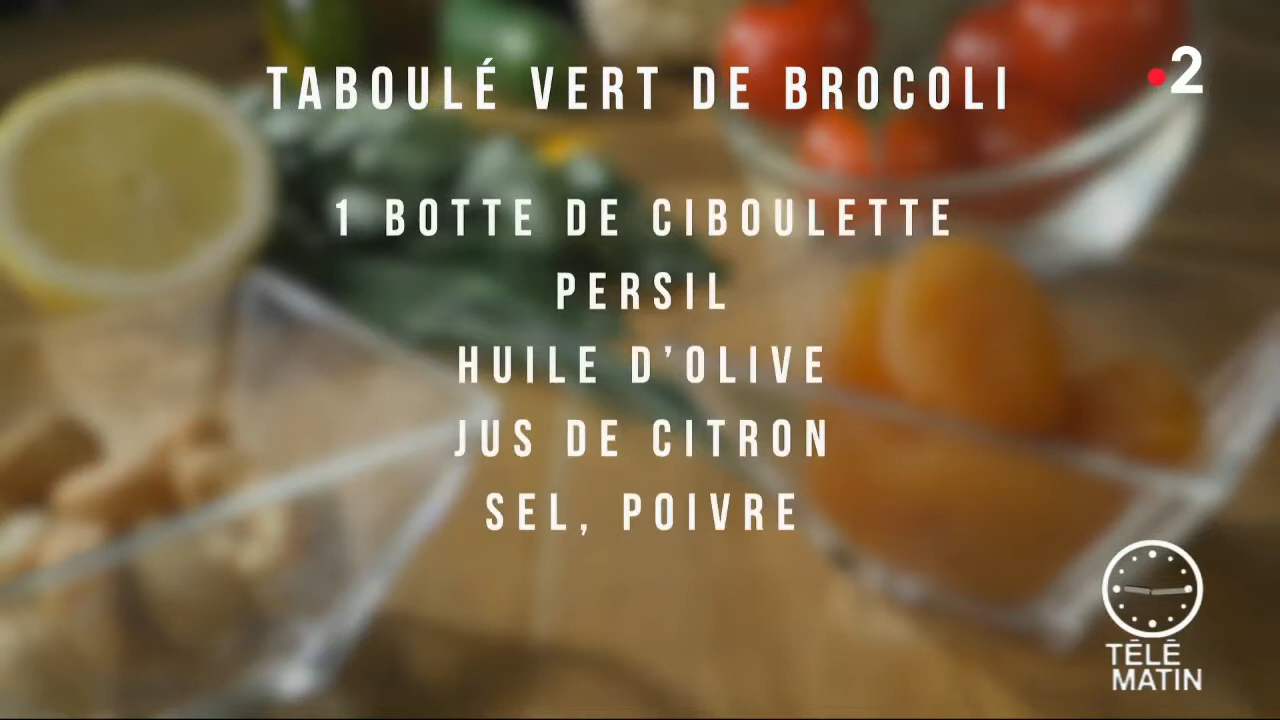 TABOULÉ VERT DE BROCOLI
2
1 BOTTE DE CIBOULETTE
PERSIL
HUILE D'OLIVE
JUS DE CITRON
SEL, POIVRE
TÉLÉ
MATIN